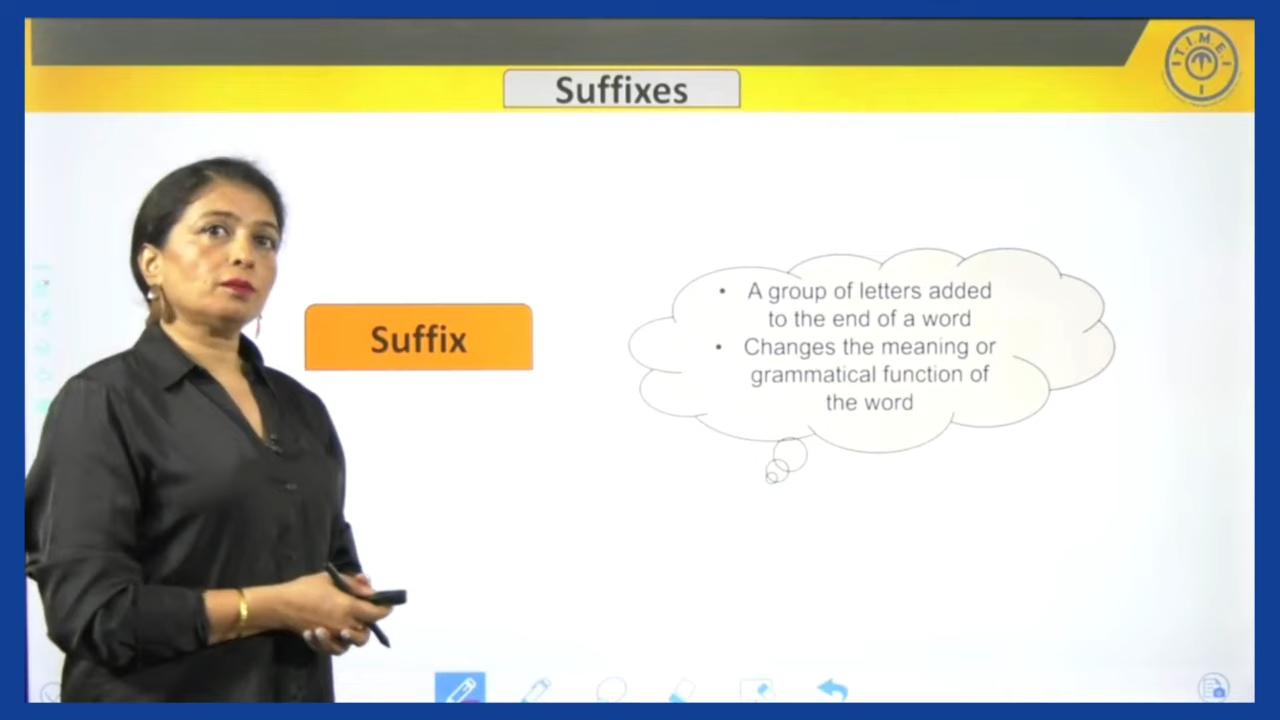 T.I.M.E.
Suffixes
Suffix
• A group of letters added
to the end of a word
• Changes the meaning or
grammatical function of
the word